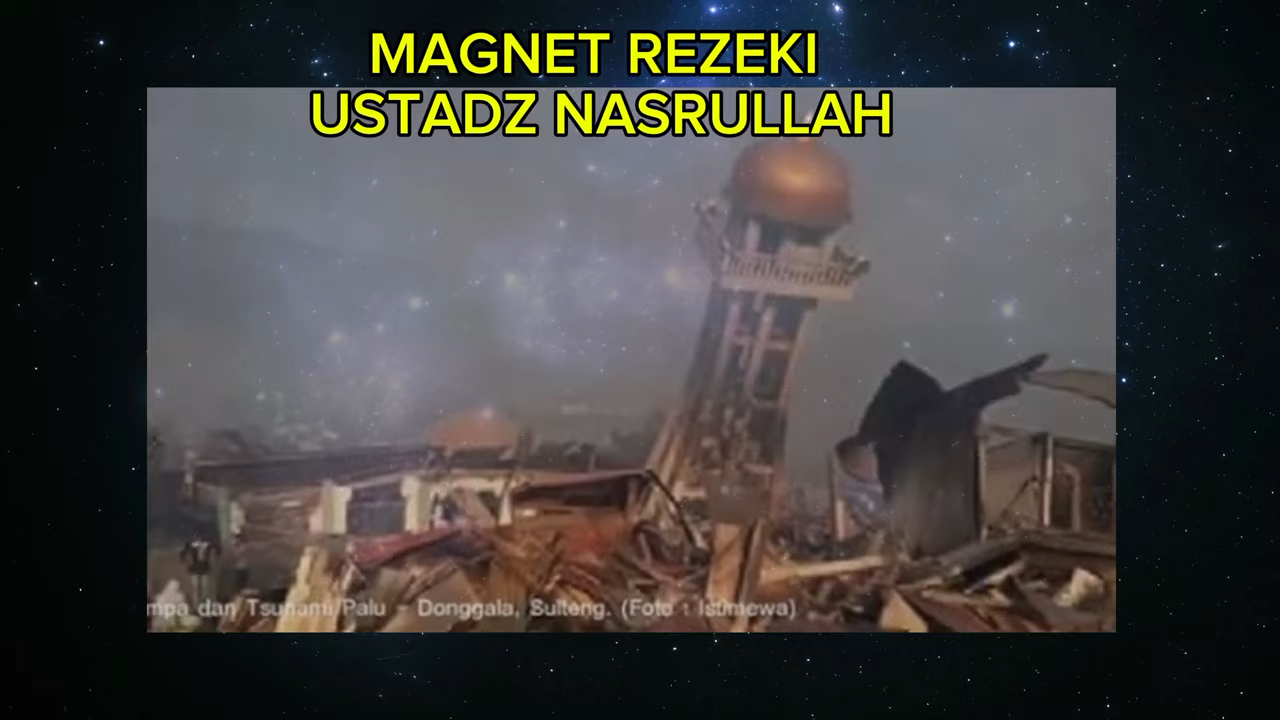 MAGNET REZEKI
USTADZ NASRULLAH
mpa dan Tsunami Palu - Donggala, Sulteng. (Foto : Istimewa)